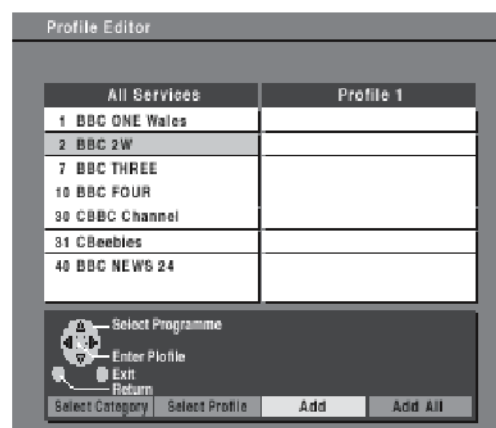 Profile Editor
All Services Profile 1
1 BBC ONE Wales
2 BBC 2W
7 BBC THREE
10 BBC FOUR
30 CBBC Channel
31 CBeebies
40 BBC NEWS 24
Select Programme
Enter Plofile
Exit
Return
Select Category Select Profile Add Add All